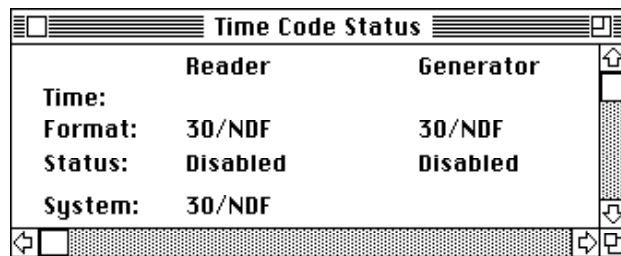 Time Code Status
Reader Generator
Time:
Format: 30/NDF 30/NDF
Status: Disabled Disabled
System: 30/NDF